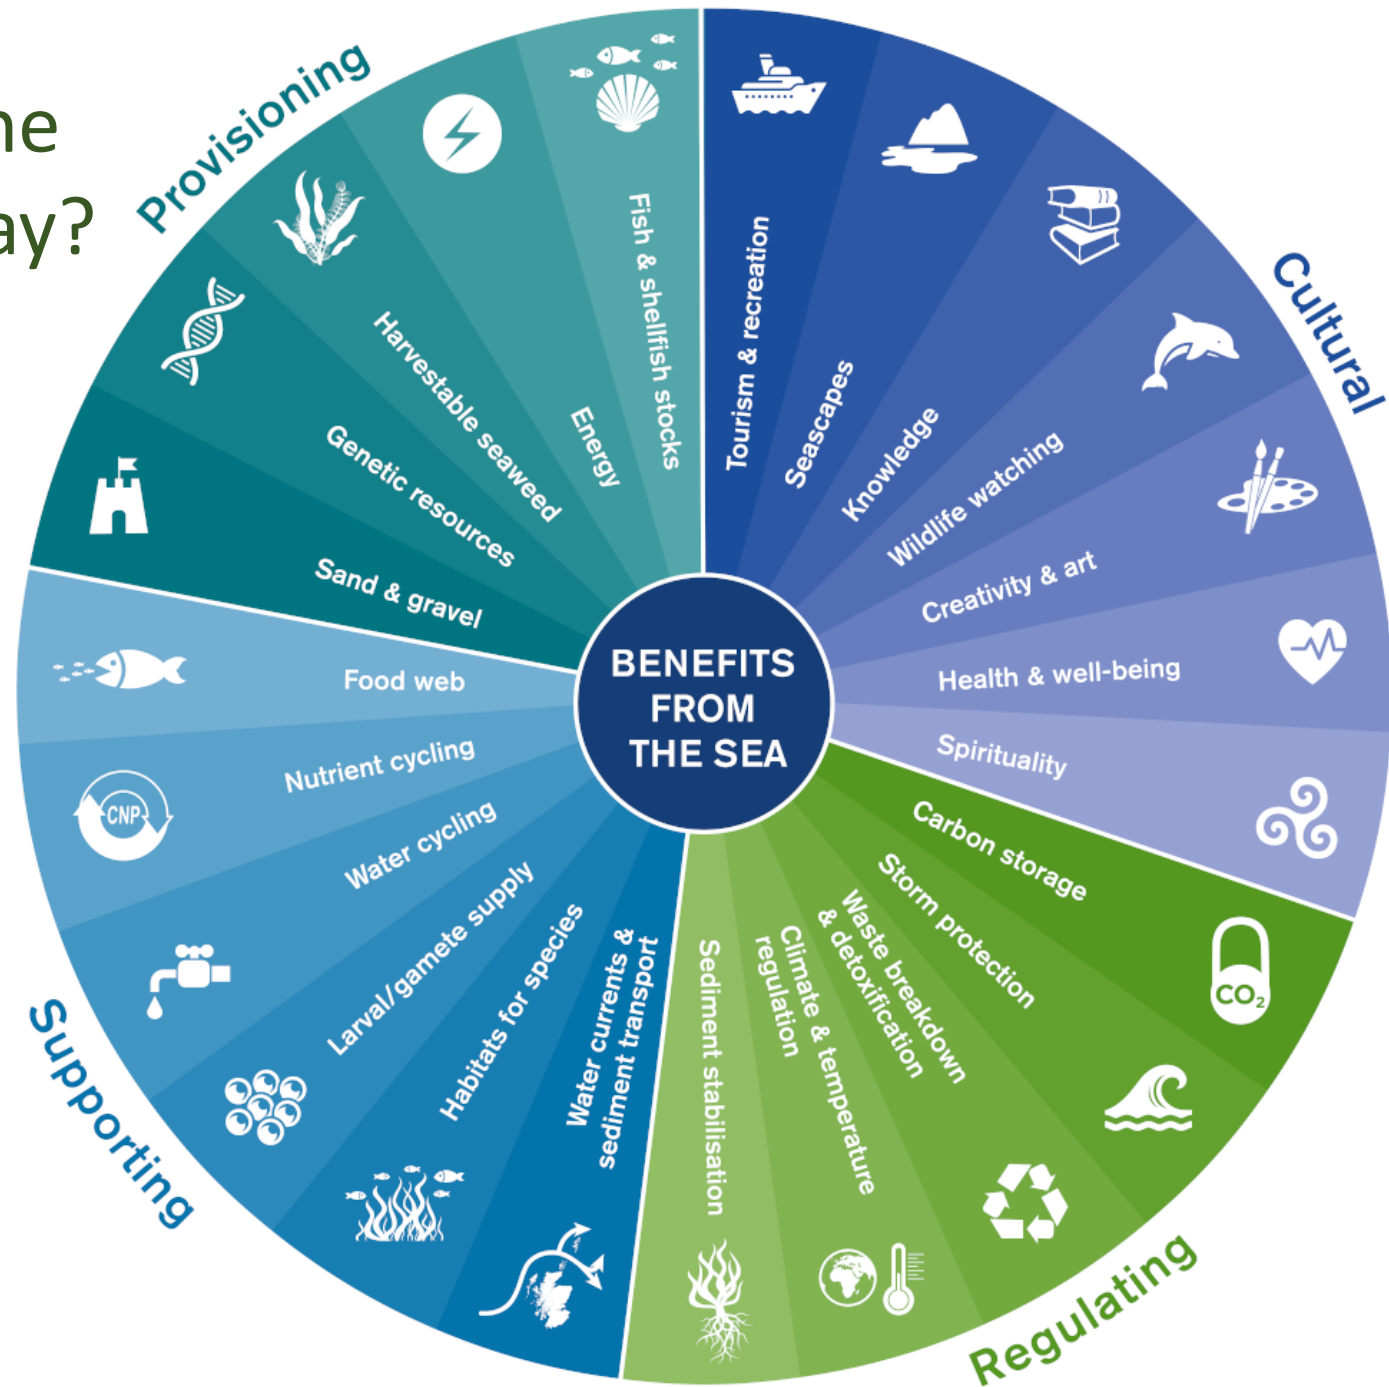 Provisioning
Fish & shellfish stocks
Energy
Harvestable seaweed
Genetic resources
Sand & gravel
Cultural
Tourism & recreation
Seascapes
Knowledge
Wildlife watching
Creativity & art
Health & well-being
Spirituality
BENEFITS
FROM
THE SEA
Regulating
Carbon storage
CO₂
Storm protection
Waste breakdown
& detoxification
Climate & temperature
regulation
Sediment stabilisation
Supporting
Food web
Nutrient cycling
CNP
Water cycling
Larval/gamete supply
Habitats for species
Water currents &
sediment transport